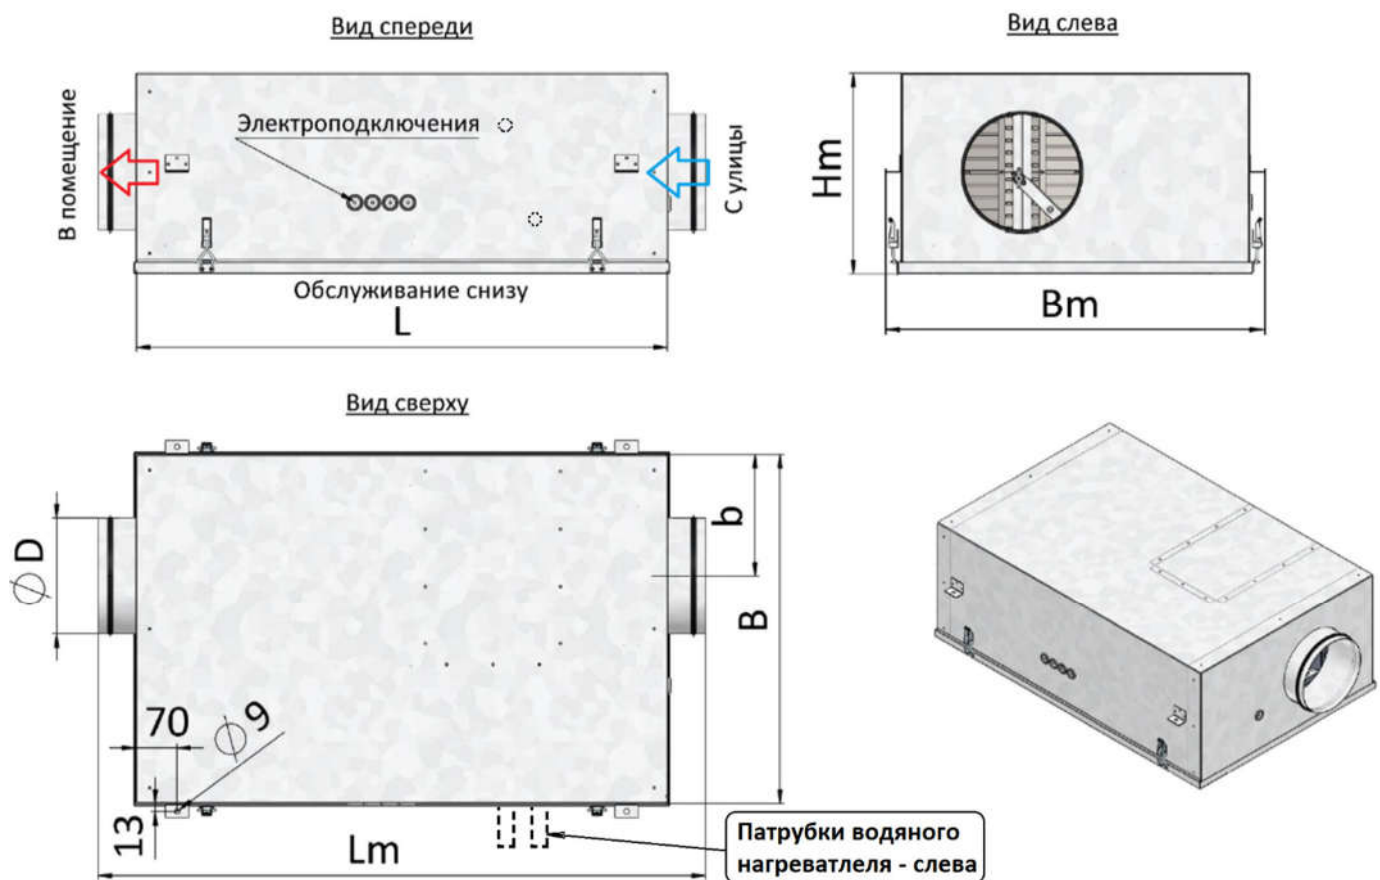 Вид спереди
Вид слева
В помещение
Электроподключения
С улицы
Hm
Обслуживание снизу
L
Bm
Вид сверху
b
∅ D
B
70
∅ 9
13
Lm
Патрубки водяного
нагреватлеля - слева